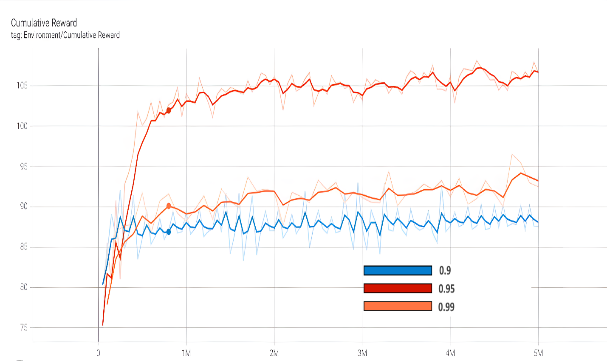 Cumulative Reward
tag: Environment/Cumulative Reward
105
100
95
90
85
80
75
0.9
0.95
0.99
0
1M
2M
3M
4M
5M